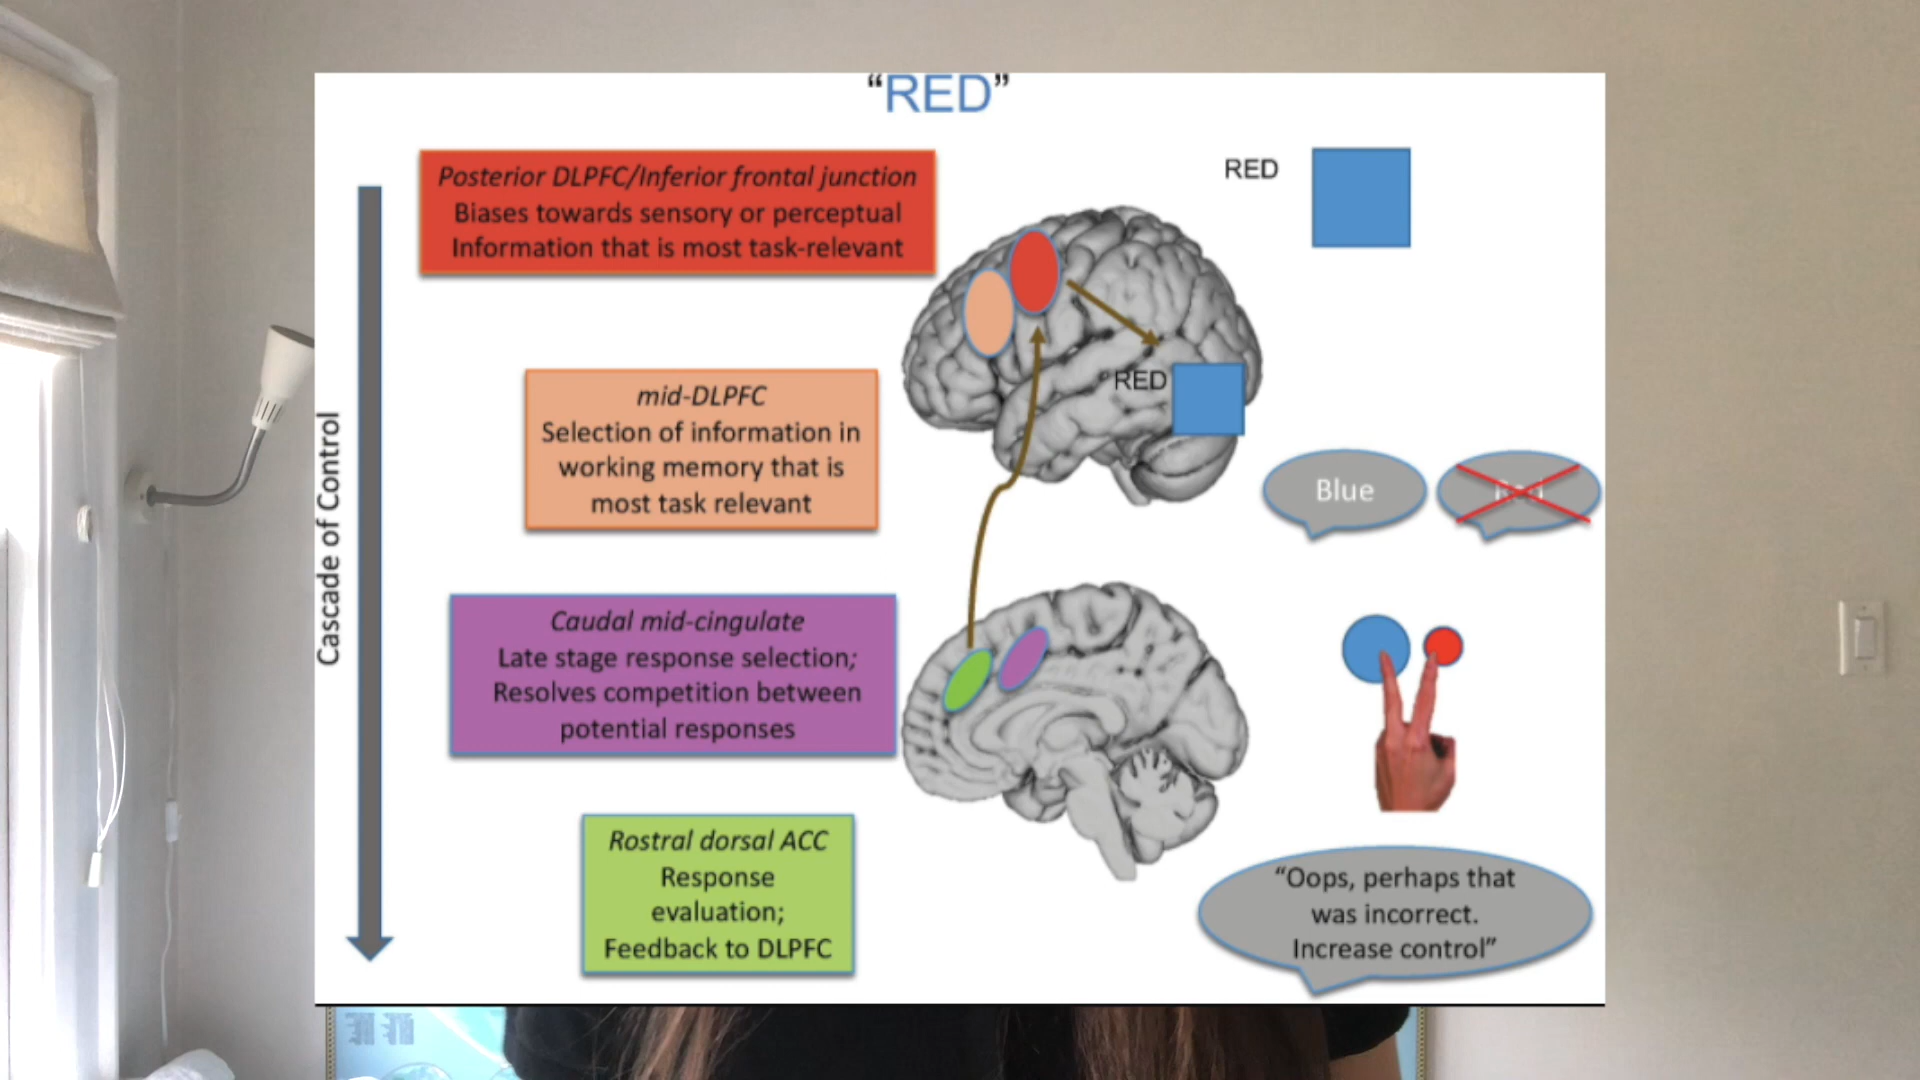 “RED”
Posterior DLPFC/Inferior frontal junction
Biases towards sensory or perceptual
Information that is most task-relevant
RED
mid-DLPFC
Selection of information in
working memory that is
most task relevant
RED
Blue
Red
Cascade of Control
Caudal mid-cingulate
Late stage response selection;
Resolves competition between
potential responses
Rostral dorsal ACC
Response
evaluation;
Feedback to DLPFC
“Oops, perhaps that
was incorrect.
Increase control”